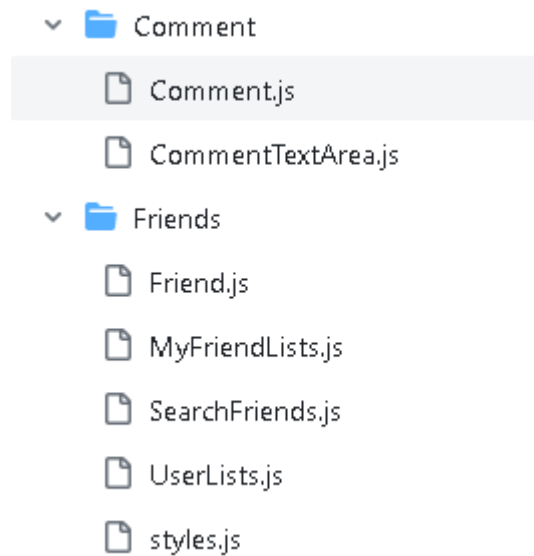 Comment
Comment.js
CommentTextArea.js
Friends
Friend.js
MyFriendLists.js
SearchFriends.js
UserLists.js
styles.js